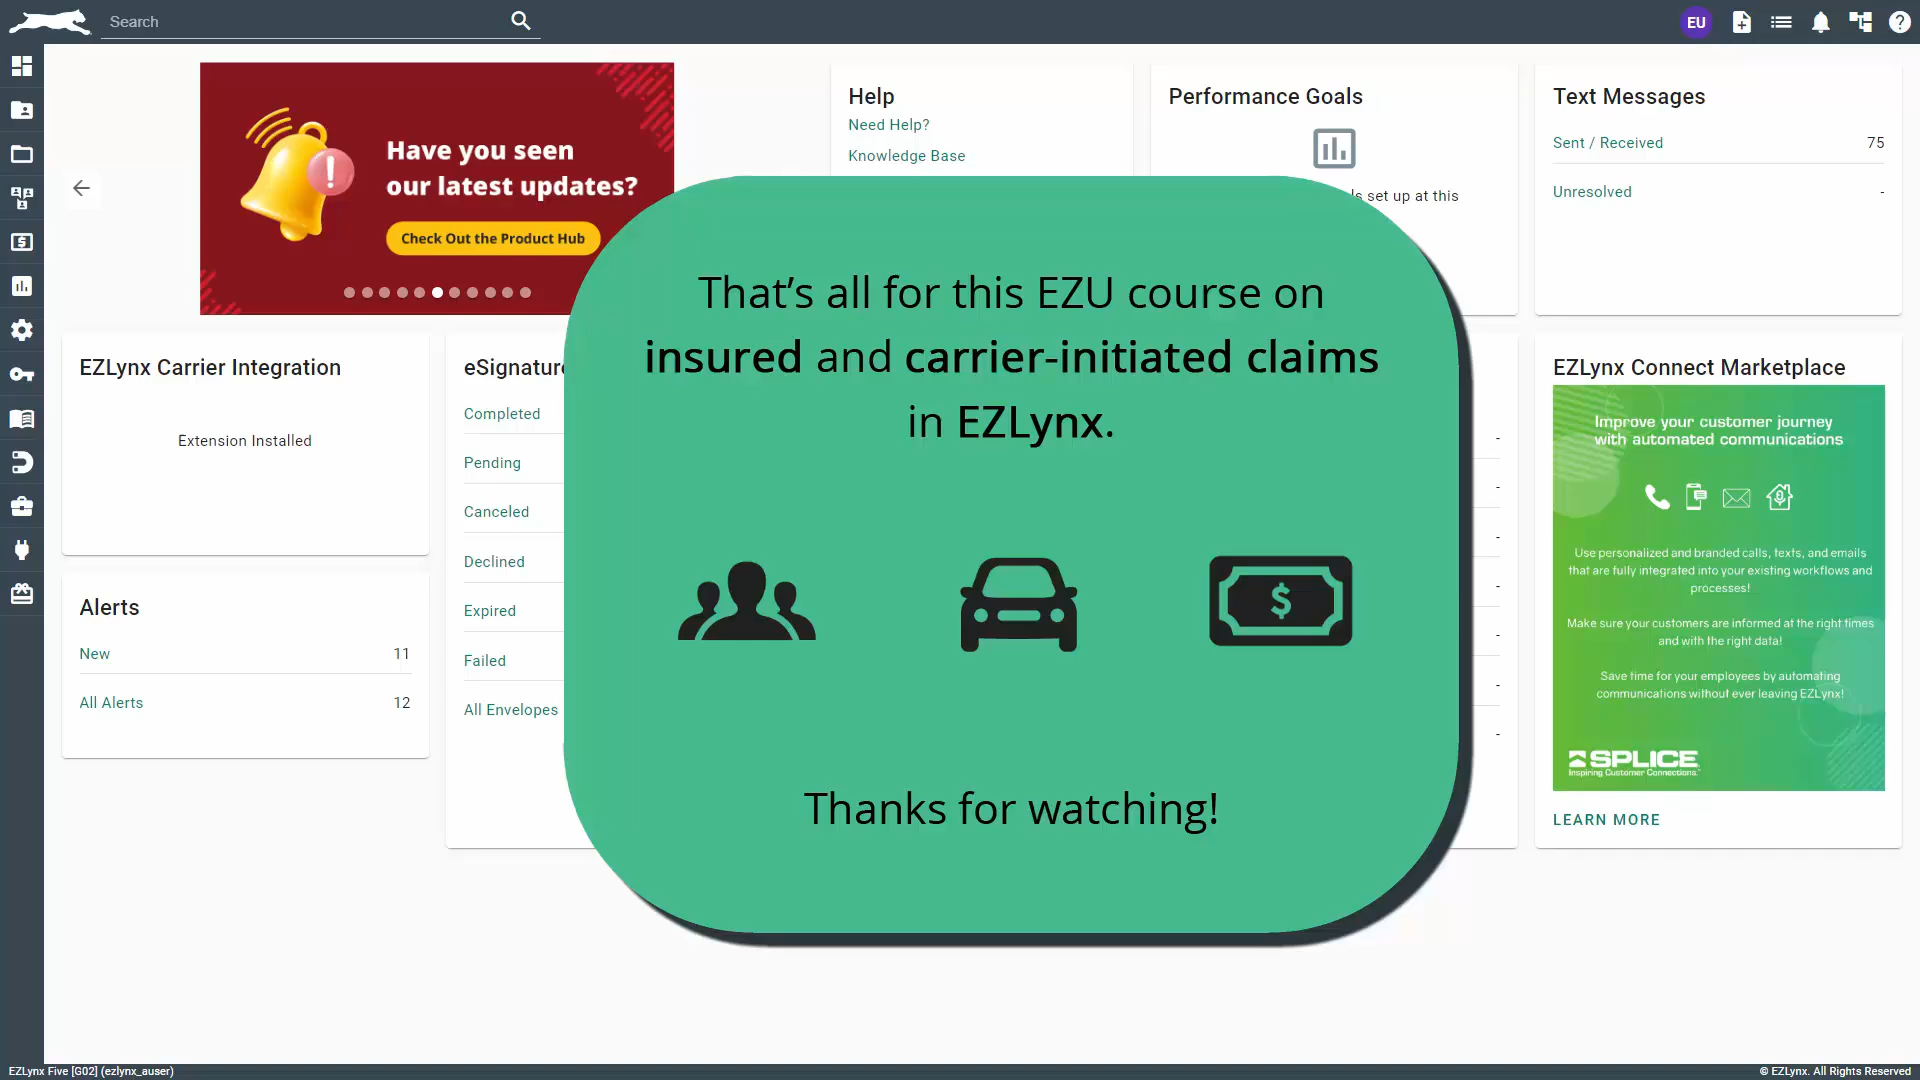 Search
EU
Have you seen
our latest updates?
Check Out the Product Hub
Help
Need Help?
Knowledge Base
Performance Goals
set up at this
Text Messages
Sent / Received 75
Unresolved -
EZLynx Carrier Integration
Extension Installed
Alerts
New 11
All Alerts 12
eSignature
Completed
Pending
Canceled
Declined
Expired
Failed
All Envelopes
That's all for this EZU course on
insured and carrier-initiated claims
in EZLynx.
$
Thanks for watching!
-
-
-
-
-
-
-
EZLynx Connect Marketplace
Improve your customer journey
with automated communications
Use personalized and branded calls, texts, and emails
that are fully integrated into your existing workflows and
processes!
Make sure your customers are informed at the right times
and with the right data!
Save time for your employees by automating
communications without ever leaving EZLynx!
SPLICE
Inspiring Customer Connections.
LEARN MORE
EZLynx Five [G02] (ezlynx_auser)
© EZLynx. All Rights Reserved